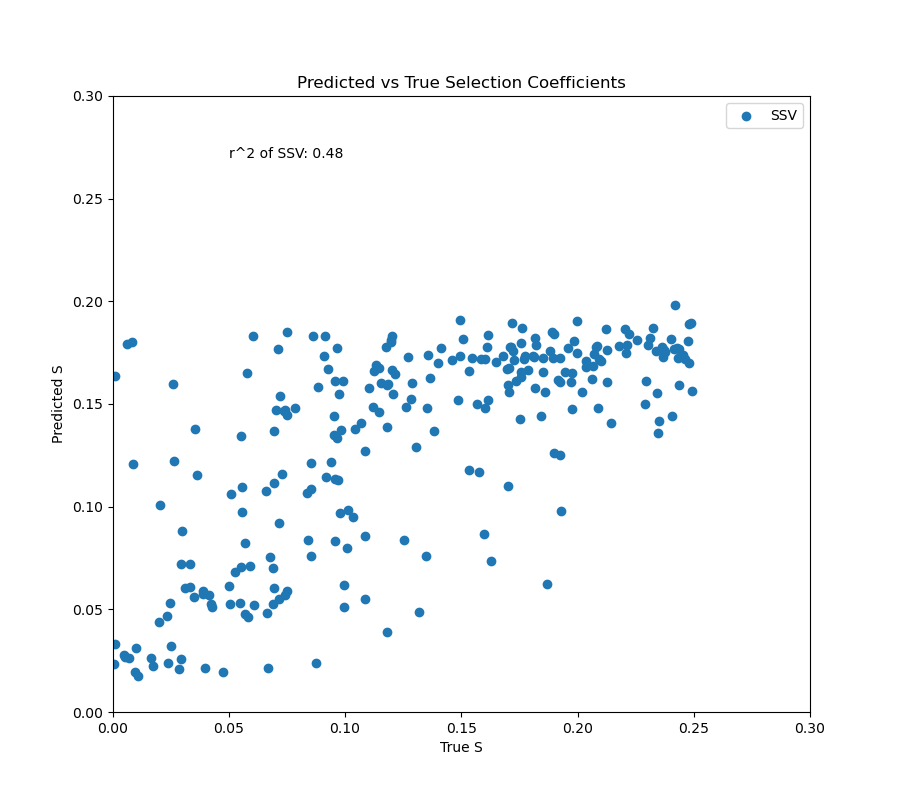 Predicted vs True Selection Coefficients
0.30
SSV
r^2 of SSV: 0.48
0.25
0.20
0.15
Predicted S
0.10
0.05
0.00
0.00 0.05 0.10 0.15 0.20 0.25 0.30
True S